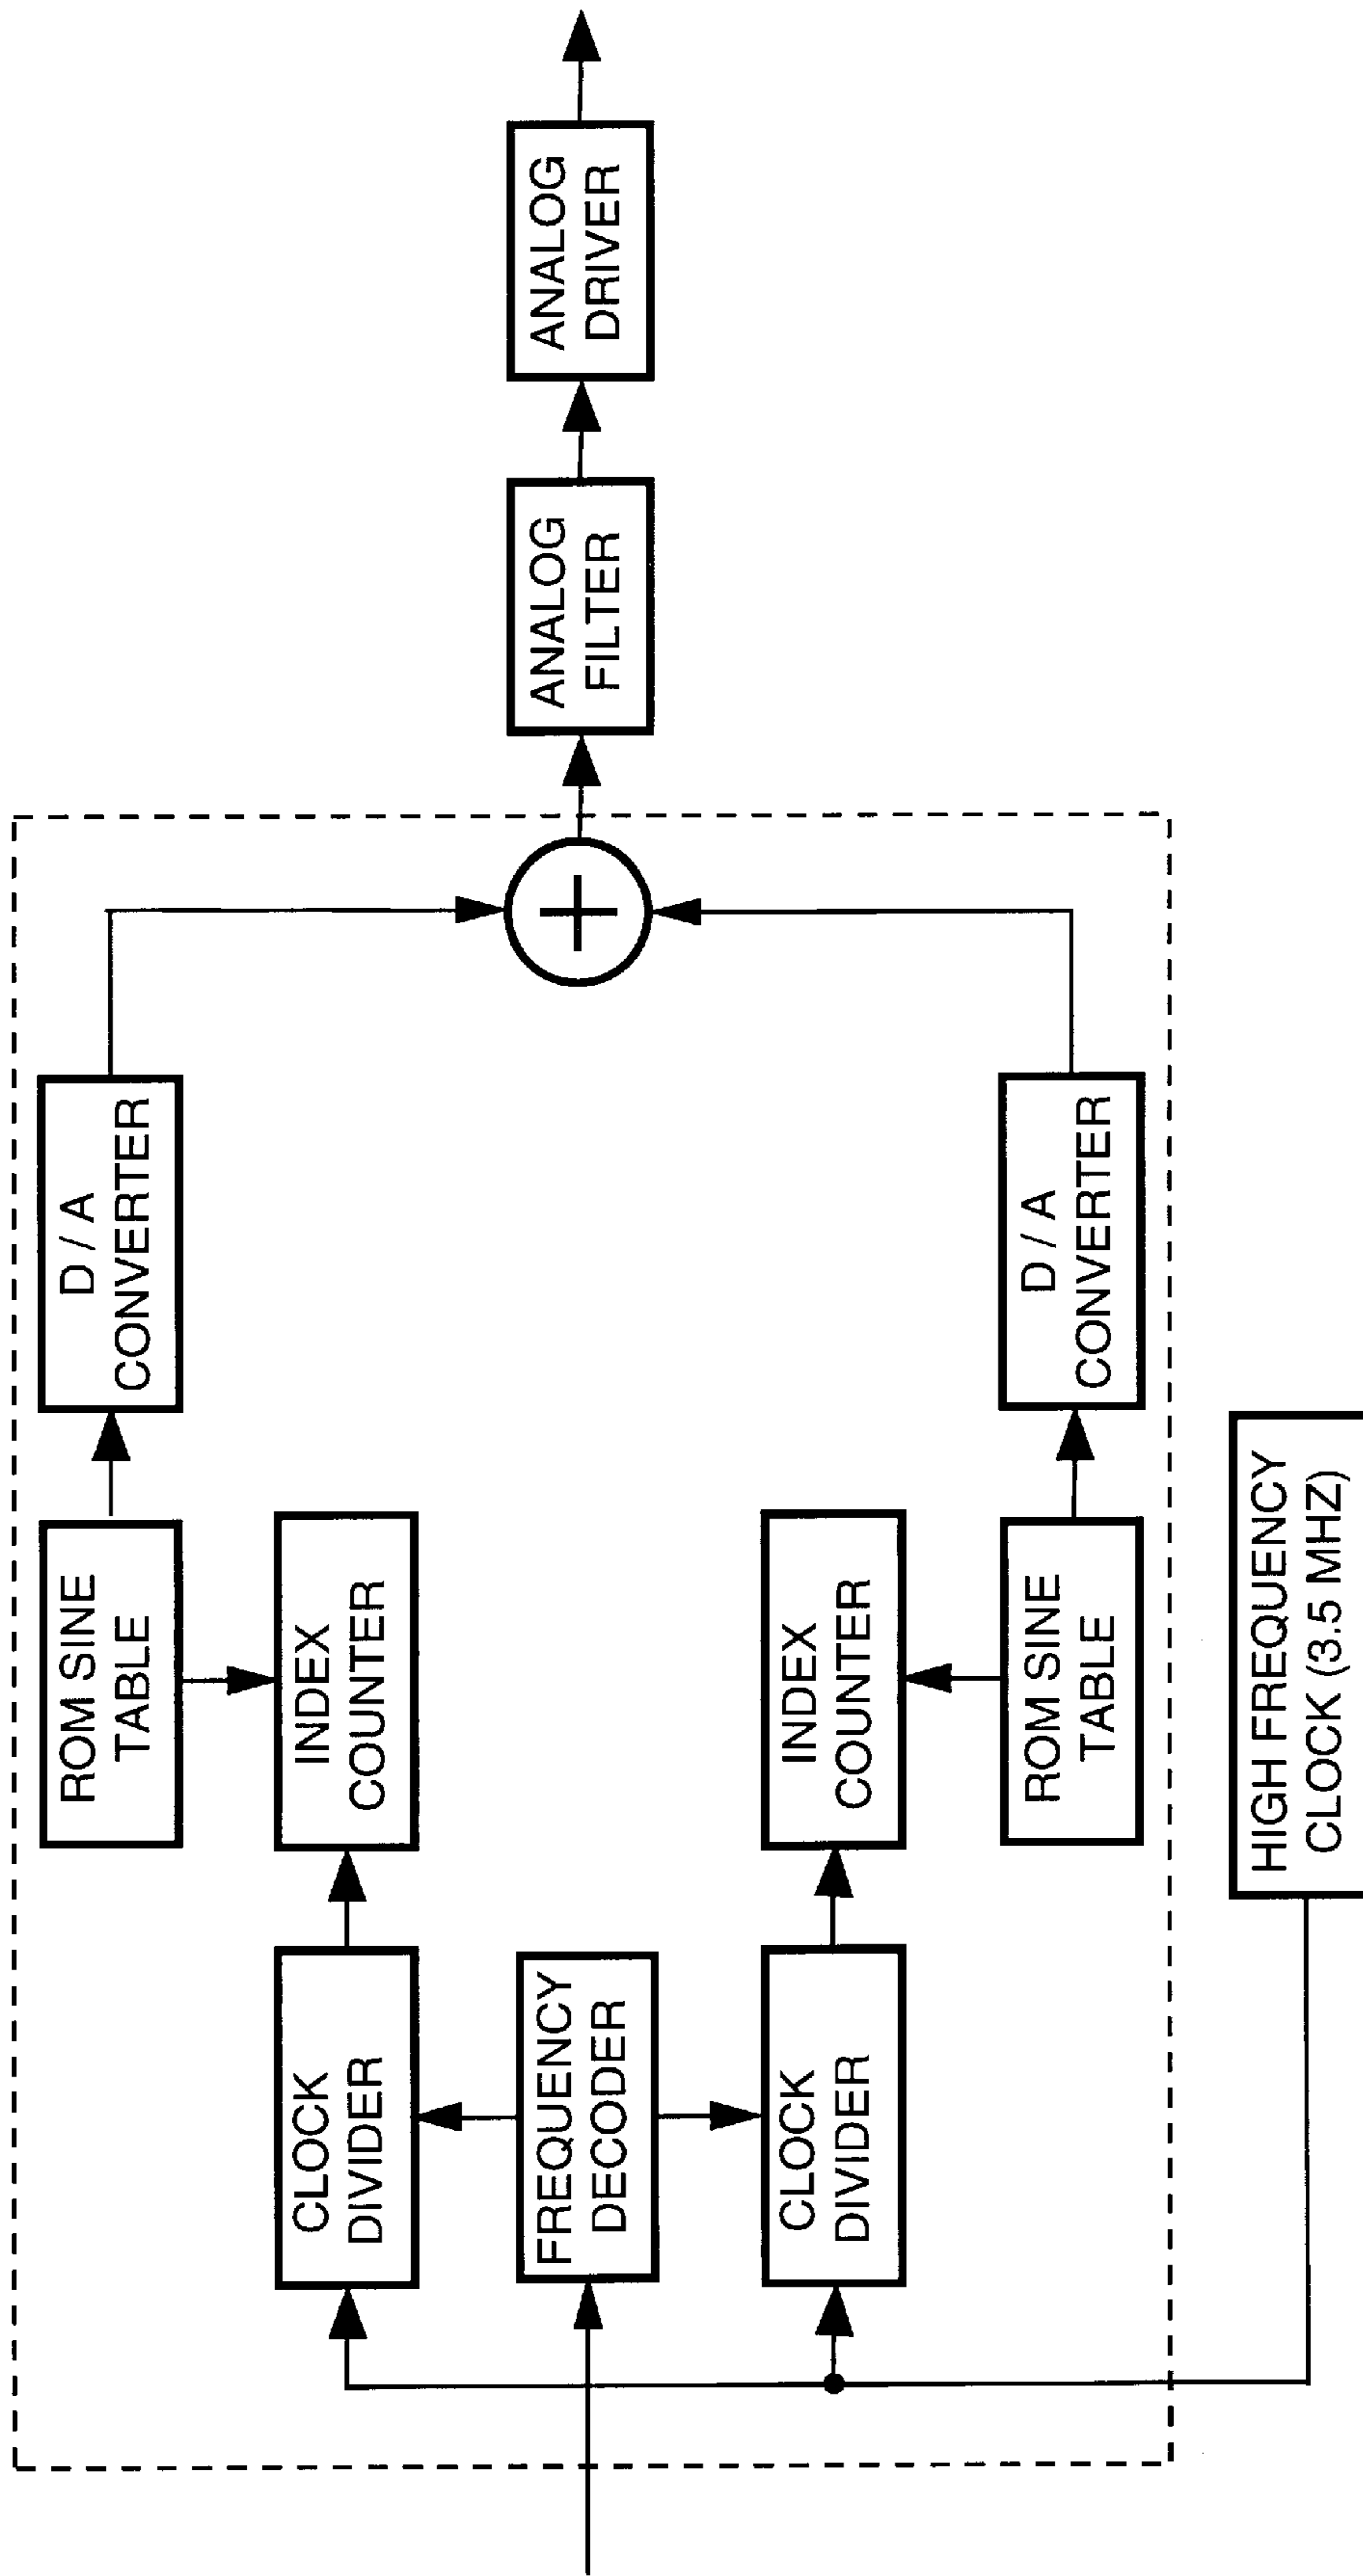 ROM SINE
TABLE
D / A
CONVERTER
CLOCK
DIVIDER
INDEX
COUNTER
FREQUENCY
DECODER
ANALOG
FILTER
ANALOG
DRIVER
CLOCK
DIVIDER
INDEX
COUNTER
ROM SINE
TABLE
D / A
CONVERTER
HIGH FREQUENCY
CLOCK (3.5 MHZ)